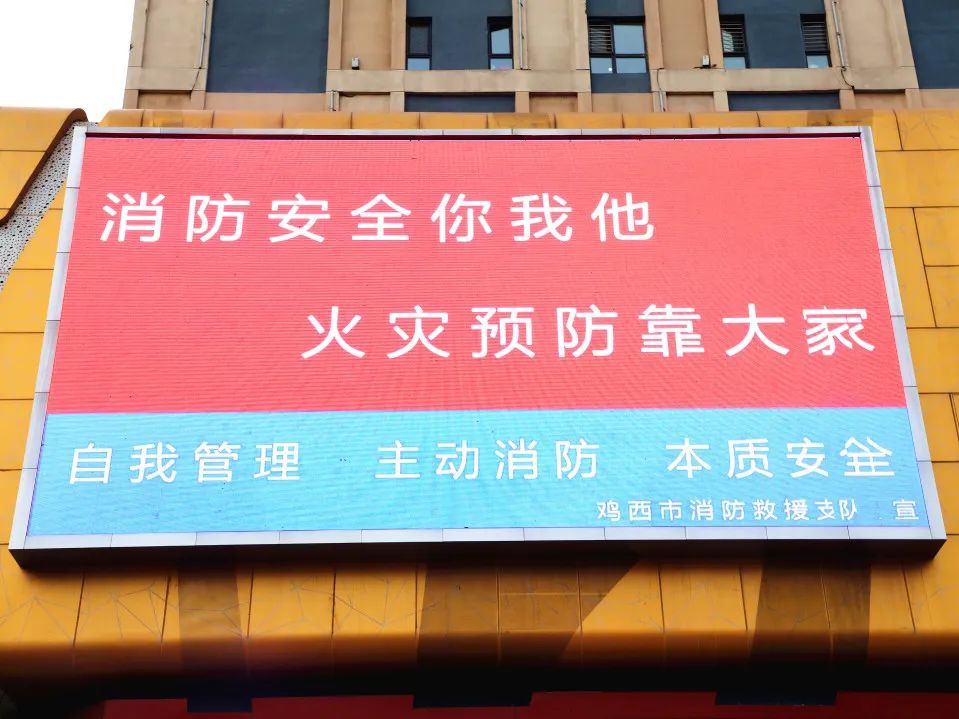 消防安全你我他
火灾预防靠大家
自我管理 主动消防 本质安全
鸡西市消防救援支队 宣